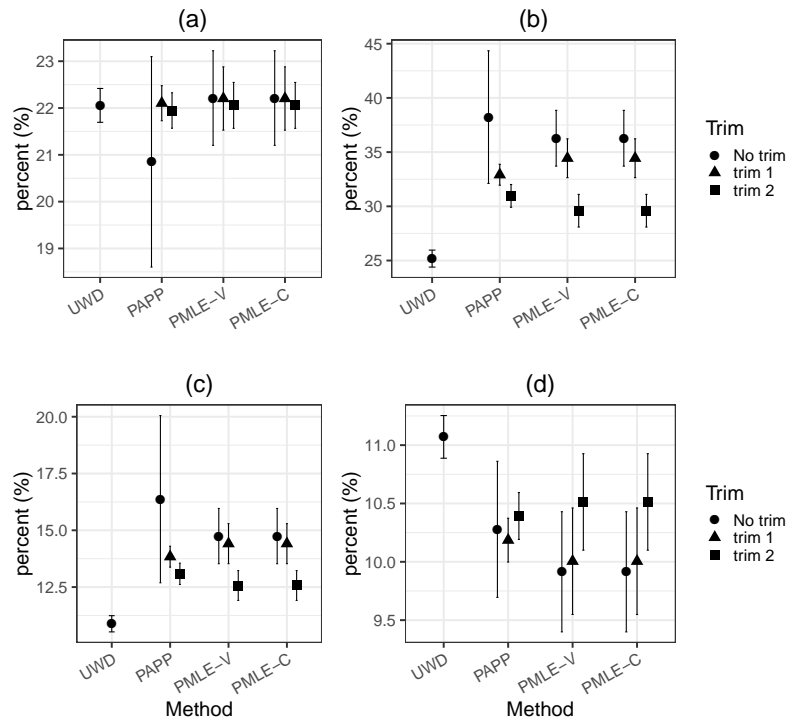 (a)
percent (%)
23
22
21
20
19
UWD
PAPP
PMLE−V
PMLE−C
(b)
percent (%)
45
40
35
30
25
UWD
PAPP
PMLE−V
PMLE−C
Trim
No trim
trim 1
trim 2
(c)
percent (%)
20.0
17.5
15.0
12.5
UWD
PAPP
PMLE−V
PMLE−C
Method
(d)
percent (%)
11.0
10.5
10.0
9.5
UWD
PAPP
PMLE−V
PMLE−C
Method
Trim
No trim
trim 1
trim 2